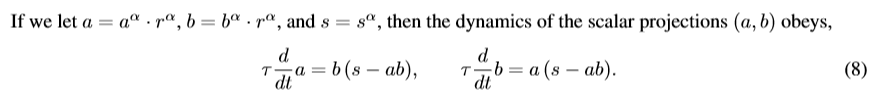 If we let a = a^α · r^α, b = b^α · r^α, and s = s^α, then the dynamics of the scalar projections (a, b) obeys,
τ d/dt a = b (s − ab), τ d/dt b = a (s − ab). (8)